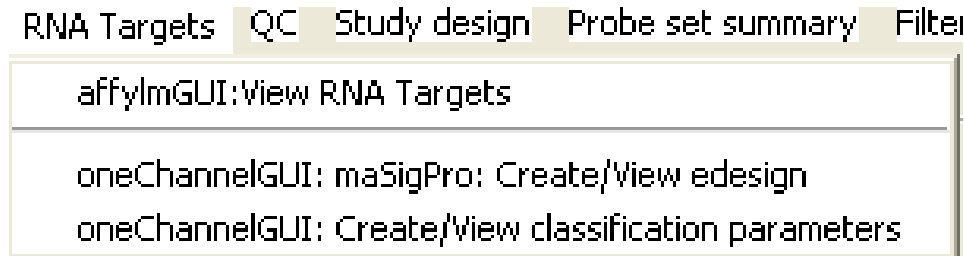 RNA Targets QC Study design Probe set summary Filter
affylmGUI:View RNA Targets
oneChannelGUI: maSigPro: Create/View edesign
oneChannelGUI: Create/View classification parameters